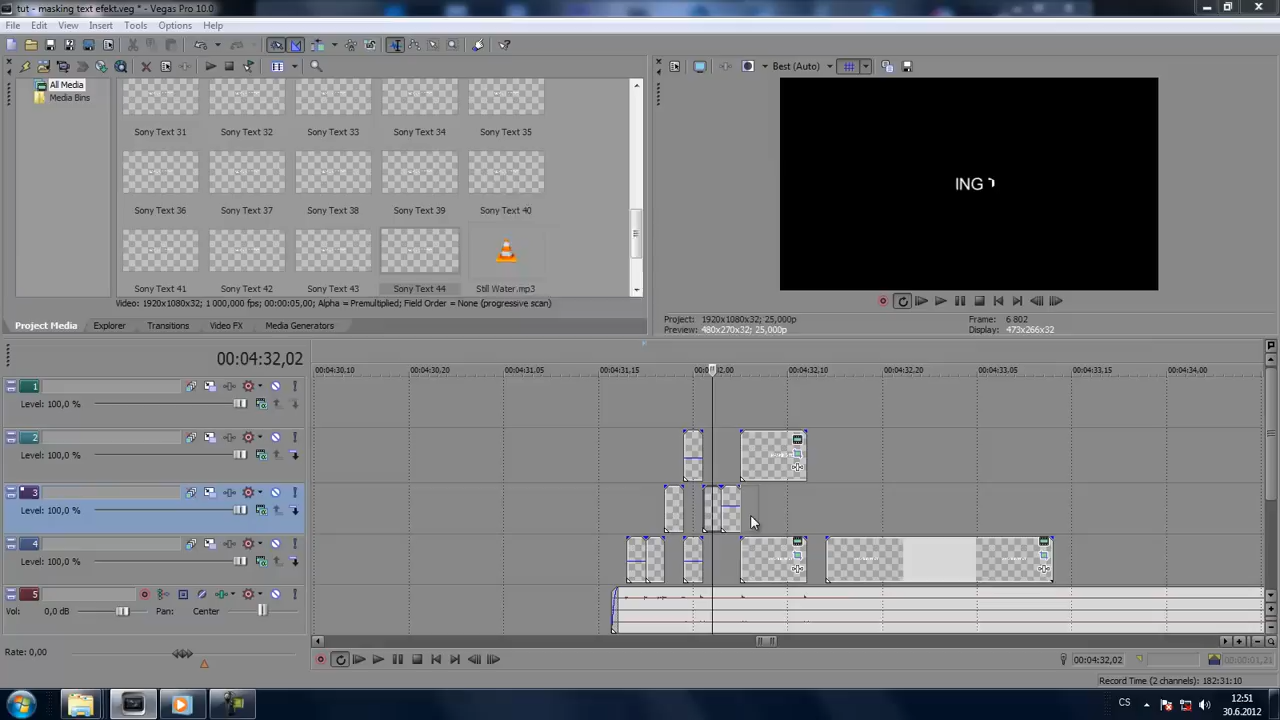 tut - masking text efekt.veg * - Vegas Pro 10.0
File Edit View Insert Tools Options Help
All Media
Media Bins
Best (Auto)
Sony Text 31 Sony Text 32 Sony Text 33 Sony Text 34 Sony Text 35
ING
Sony Text 36 Sony Text 37 Sony Text 38 Sony Text 39 Sony Text 40
Sony Text 41 Sony Text 42 Sony Text 43 Sony Text 44 Still Water.mp3
Video: 1920x1080x32; 1 000,000 fps; 00:00:05,00; Alpha = Premultiplied; Field Order = None (progressive scan)
Project Media Explorer Transitions Video FX Media Generators
Project: 1920x1080x32; 25,000p Frame: 6 802
Preview: 480x270x32; 25,000p Display: 473x266x32
00:04:32,02
00:04:30.10 00:04:30.20 00:04:31.05 00:04:31.15 00:04:32.10 00:04:32.20 00:04:33.05 00:04:33.15 00:04:34.00
1
Level: 100,0 %
2
Level: 100,0 %
3
Level: 100,0 %
4
Level: 100,0 %
5
Vol: 0,0 dB Pan: Center
Rate: 0,00
00:04:32,02 00:00:01,21
Record Time (2 channels): 182:31:10
CS 12:51
30.6.2012